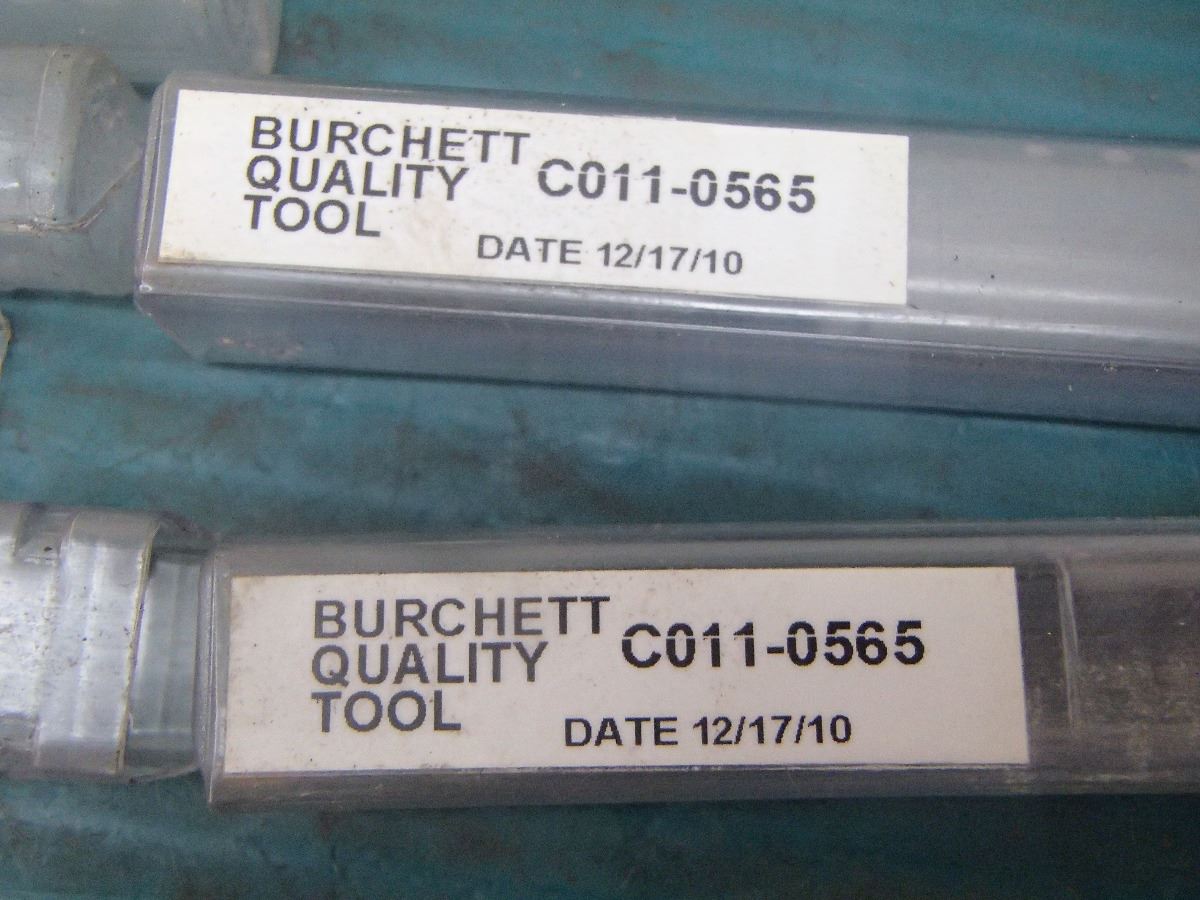 BURCHETT
QUALITY
TOOL
C011-0565
DATE 12/17/10
BURCHETT
QUALITY
TOOL
C011-0565
DATE 12/17/10